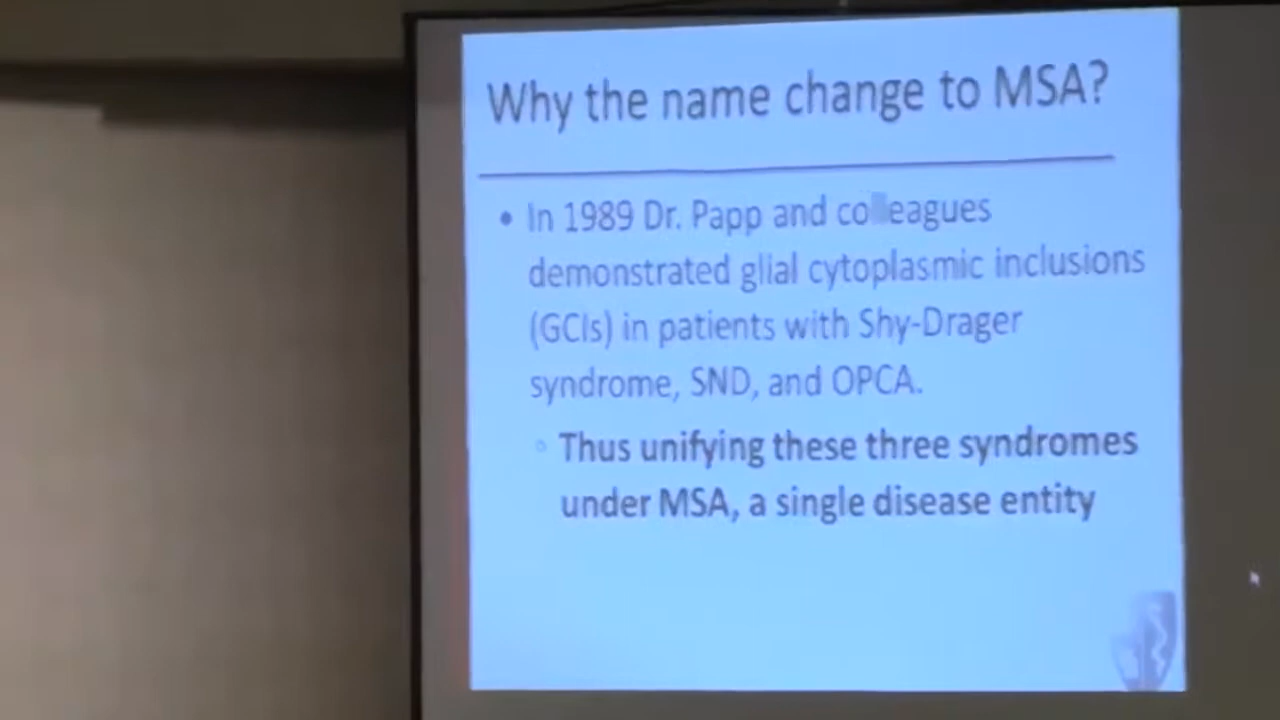 Why the name change to MSA?
• In 1989 Dr. Papp and colleagues
demonstrated glial cytoplasmic inclusions
(GCIs) in patients with Shy-Drager
syndrome, SND, and OPCA.
◦ Thus unifying these three syndromes
under MSA, a single disease entity